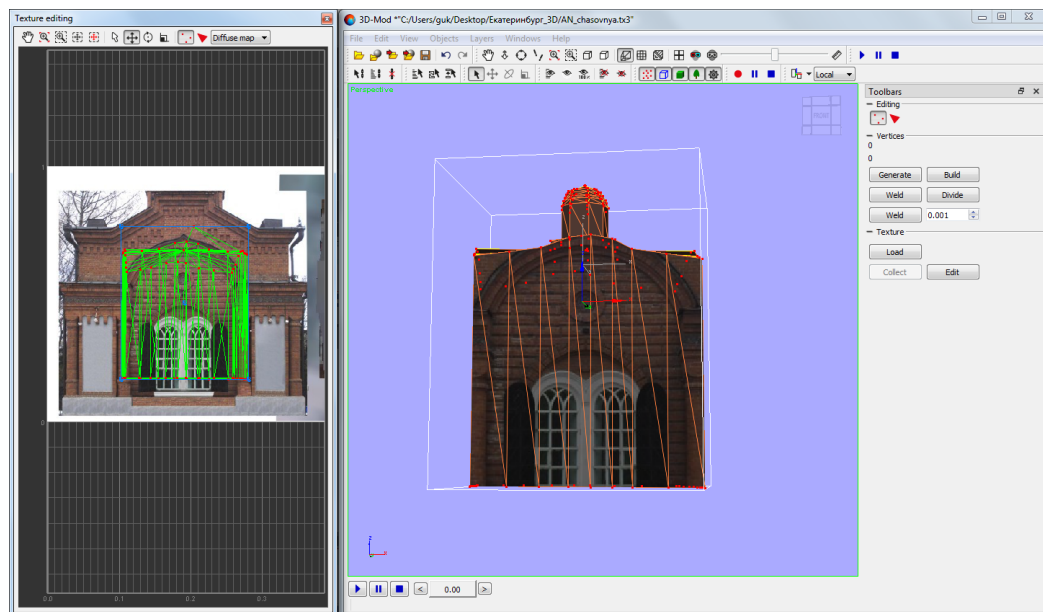 Texture editing
Diffuse map
1
0
0.0
0.1
0.2
0.3
3D-Mod *"C:/Users/guk/Desktop/Екатеринбург_3D/AN_chasovnya.tx3"
File Edit View Objects Layers Windows Help
Local
Perspective
FRONT
z
x
0.00
Toolbars
Editing
Vertices
0
0
Generate Build
Weld Divide
Weld 0.001
Texture
Load
Collect Edit